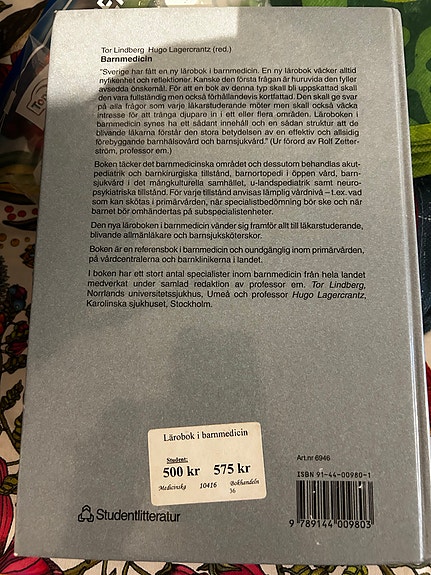 Tor Lindberg Hugo Lagercrantz (red.)
Barnmedicin
"Sverige har fått en ny lärobok i barnmedicin. En ny lärobok väcker alltid
nyfikenhet och reflektioner. Kanske den första frågan är huruvida den fyller
avsedda önskemål. För att en bok av denna typ skall bli uppskattad skall
den vara fullständig men också förhållandevis kortfattad. Den skall ge svar
på alla frågor som varje läkarstuderande möter men skall också väcka
intresse för att tränga djupare in i ett eller flera områden. Läroboken i
barnmedicin synes ha ett sådant innehåll och en sådan struktur att de
blivande läkarna förstår den stora betydelsen av en effektiv och allsidig
förebyggande barnhälsovård och barnsjukvård." (Ur förord av Rolf Zetter-
ström, professor em.)
Boken täcker det barnmedicinska området och dessutom behandlas akut-
pediatrik och barnkirurgiska tillstånd, barnortopedi i öppen vård, barn-
sjukvård i det mångkulturella samhället, u-landspediatrik samt neuro-
psykiatriska tillstånd. För varje tillstånd anvisas lämplig vårdnivå – t.ex. vad
som kan skötas i primärvården, när specialistbedömning bör ske och när
barnet bör omhändertas på subspecialistenheter.
Den nya läroboken i barnmedicin vänder sig framför allt till läkarstuderande,
blivande allmänläkare och barnsjuksköterskor.
Boken är en referensbok i barnmedicin och oundgänglig inom primärvården,
på vårdcentralerna och barnklinikerna i landet.
I boken har ett stort antal specialister inom barnmedicin från hela landet
medverkat under samlad redaktion av professor em. Tor Lindberg,
Norrlands universitetssjukhus, Umeå och professor Hugo Lagercrantz,
Karolinska sjukhuset, Stockholm.
Lärobok i barnmedicin
Student:
500 kr 575 kr
Medicinska 10416 Bokhandeln
36
Art.nr 6946
ISBN 91-44-00980-1
9 789144 009803
Studentlitteratur